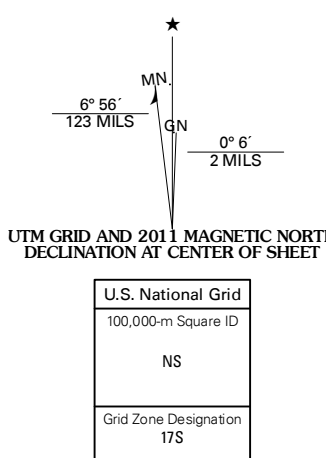 MN.
GN
6° 56´
123 MILS
0° 6´
2 MILS
UTM GRID AND 2011 MAGNETIC NORTH
DECLINATION AT CENTER OF SHEET
U.S. National Grid
100,000-m Square ID
NS
Grid Zone Designation
17S